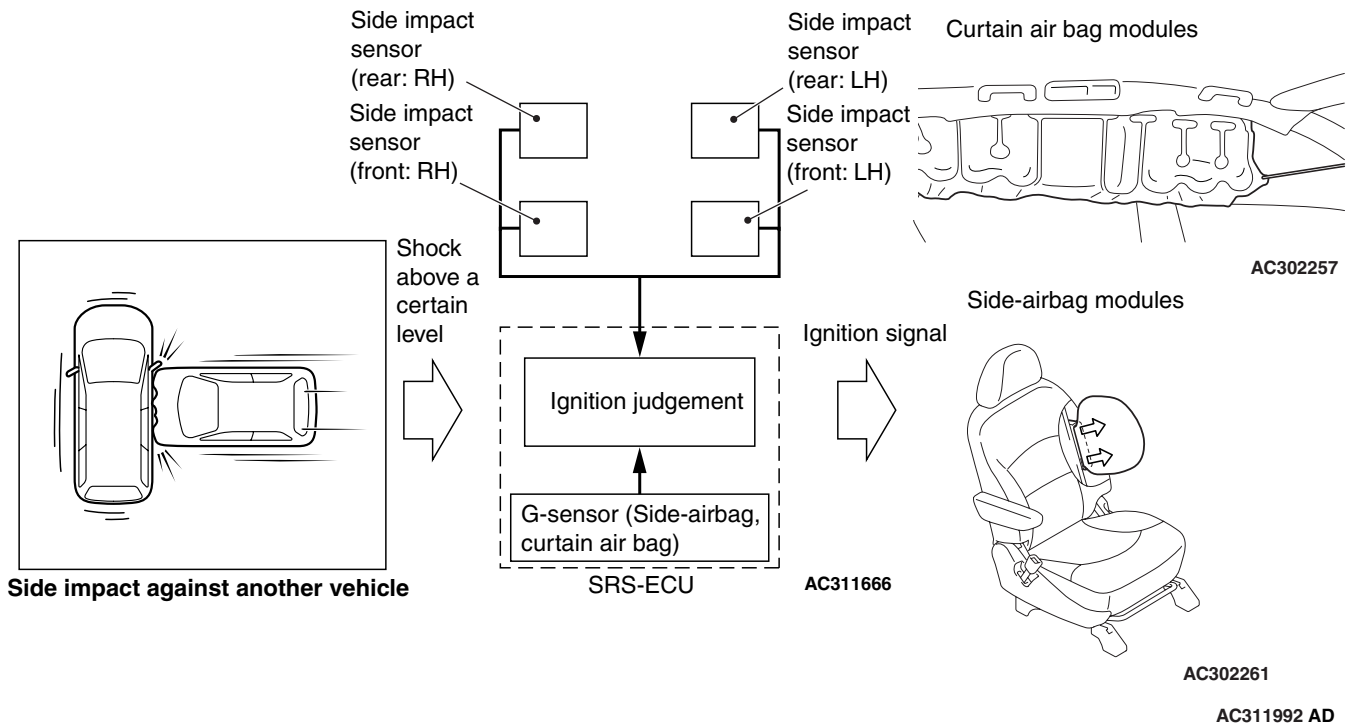 Side impact
sensor
(rear: RH)
Side impact
sensor
(front: RH)
Side impact
sensor
(rear: LH)
Side impact
sensor
(front: LH)
Curtain air bag modules
AC302257
Shock
above a
certain
level
Side impact against another vehicle
Ignition judgement
G-sensor (Side-airbag,
curtain air bag)
SRS-ECU
AC311666
Ignition signal
Side-airbag modules
AC302261
AC311992 AD